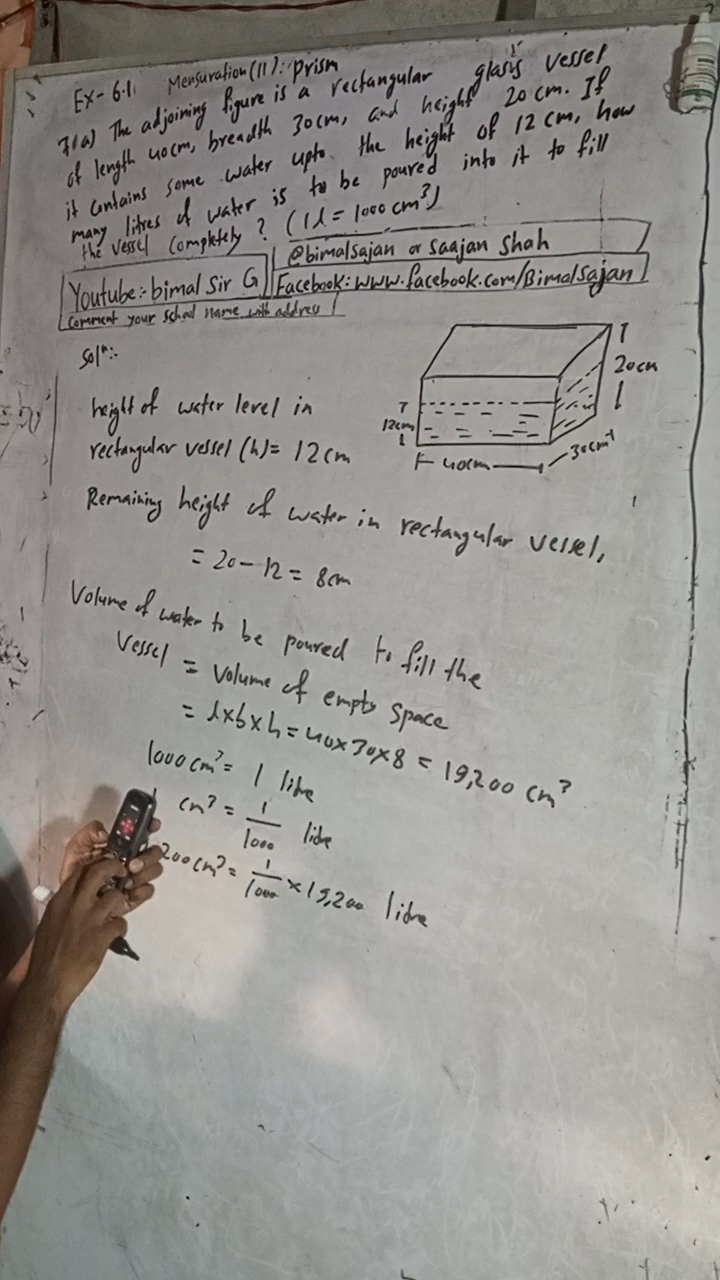 Ex- 6.1. Mensuration (II): Prism
7(a) The adjoining figure is a rectangular glass vessel
of length 40cm, breadth 30cm, and height 20cm. If
it contains some water upto the height of 12 cm, how
many litres of water is to be poured into it to fill
the vessel completely? (1l = 1000 cm³)
@bimalsajan or Saajan Shah
Youtube:- bimal Sir G
Facebook: www.facebook.com/Bimalsajan
Comment your school name with address
Solⁿ:-
20cm
12cm
40cm
30cm
height of water level in
rectangular vessel (h) = 12cm
Remaining height of water in rectangular vessel,
= 20 - 12 = 8cm
Volume of water to be poured to fill the
vessel = Volume of empty space
= l×b×h = 40×30×8 = 19,200 cm³
1000 cm³ = 1 litre
cm³ = 1/1000 litre
200 cm³ = 1/1000 × 19,200 litre